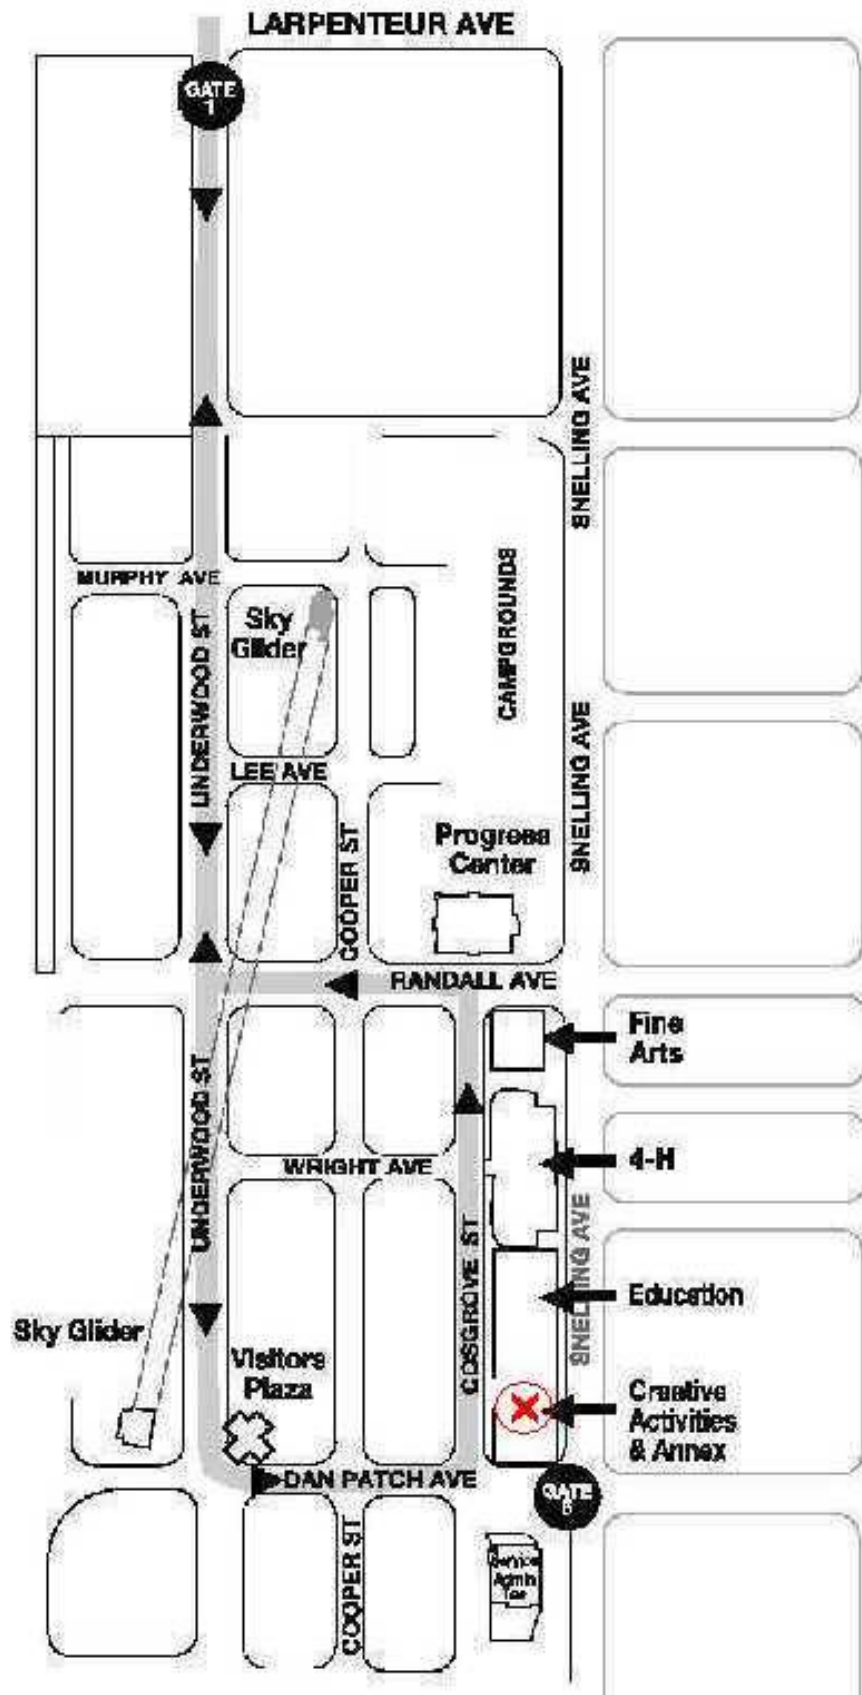 LARPENTEUR AVE
GATE
1
SNELLING AVE
MURPHY AVE
CAMPGROUNDS
Sky
Glider
UNDERWOOD ST
LEE AVE
SNELLING AVE
COOPER ST
Progress
Center
RANDALL AVE
Fine
Arts
UNDERWOOD ST
WRIGHT AVE
4-H
COSGROVE ST
SNELLING AVE
Education
Sky Glider
Visitors
Plaza
Creative
Activities
& Annex
DAN PATCH AVE
GATE
COOPER ST
Service
Admin